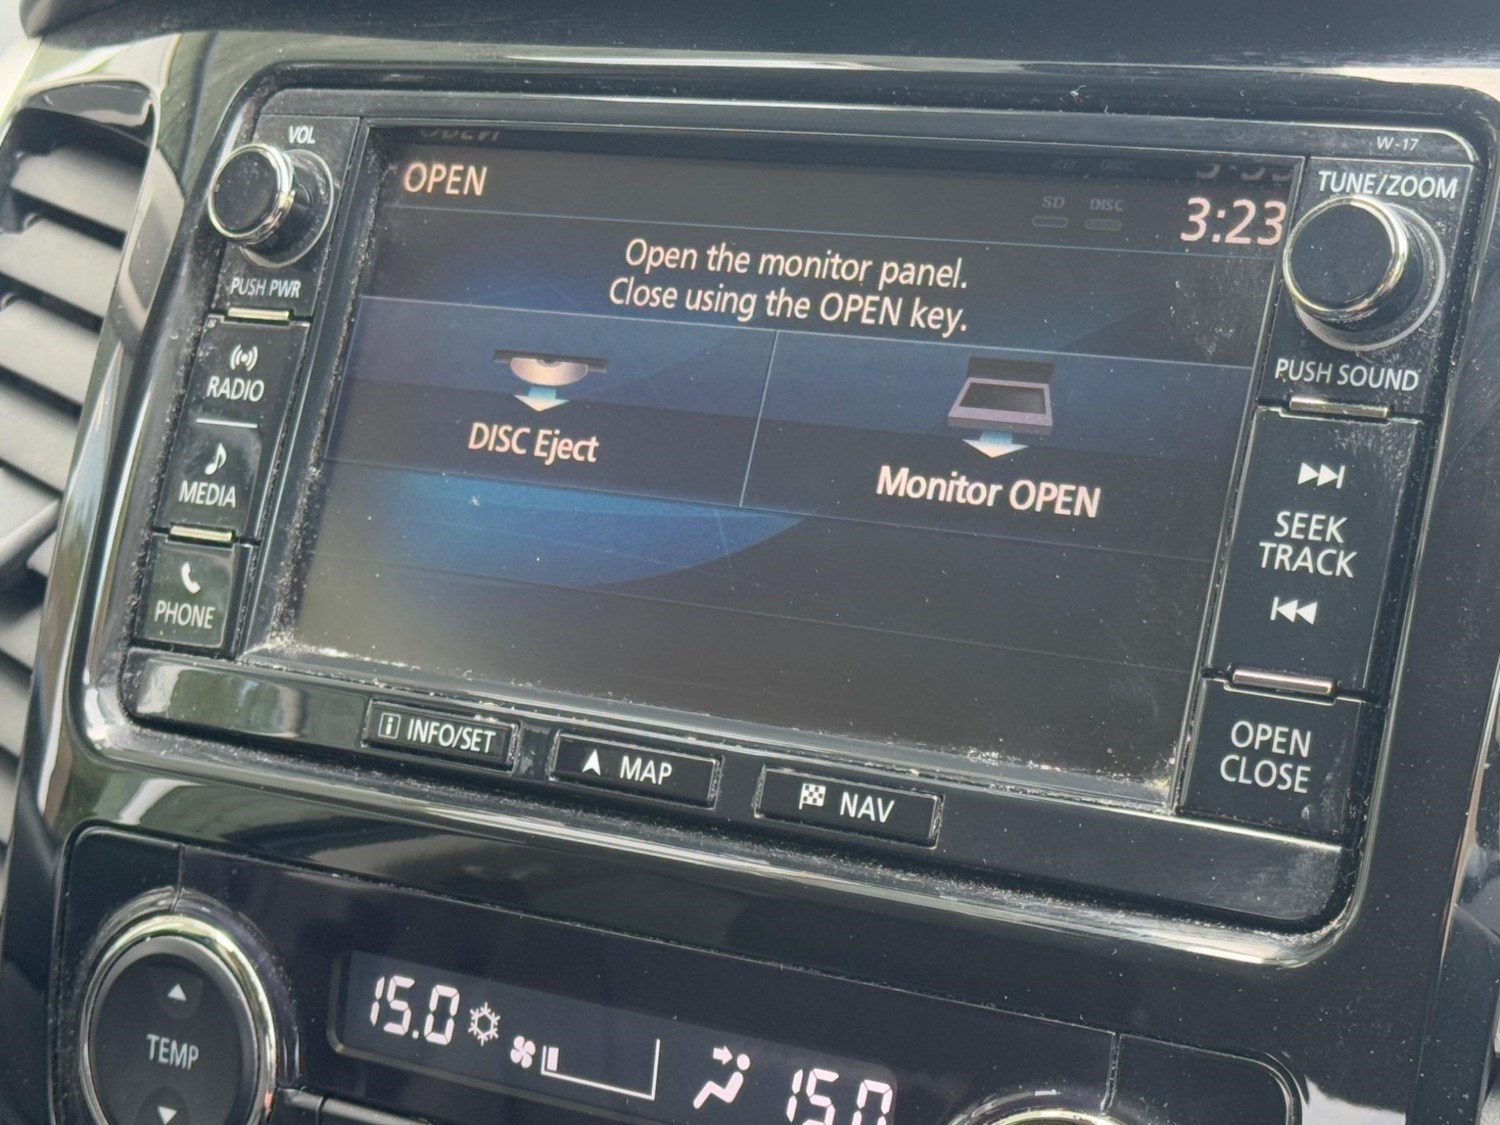 VOL
W-17
OPEN
TUNE/ZOOM
SD DISC
3:23
Open the monitor panel.
Close using the OPEN key.
PUSH PWR
RADIO
PUSH SOUND
DISC Eject
Monitor OPEN
MEDIA
SEEK
TRACK
PHONE
INFO/SET
MAP
NAV
OPEN
CLOSE
15.0
TEMP
15.0